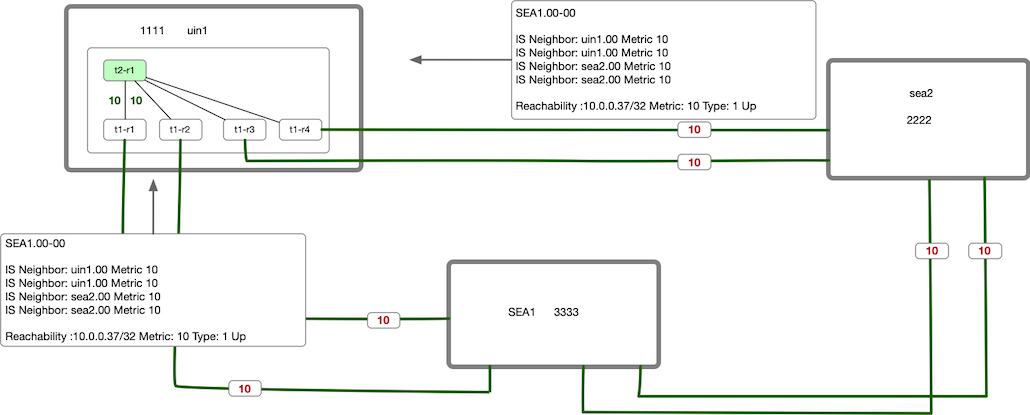 1111 uin1
t2-r1
10 10
t1-r1 t1-r2 t1-r3 t1-r4
SEA1.00-00
IS Neighbor: uin1.00 Metric 10
IS Neighbor: uin1.00 Metric 10
IS Neighbor: sea2.00 Metric 10
IS Neighbor: sea2.00 Metric 10
Reachability :10.0.0.37/32 Metric: 10 Type: 1 Up
sea2
2222
10
10
SEA1.00-00
IS Neighbor: uin1.00 Metric 10
IS Neighbor: uin1.00 Metric 10
IS Neighbor: sea2.00 Metric 10
IS Neighbor: sea2.00 Metric 10
Reachability :10.0.0.37/32 Metric: 10 Type: 1 Up
10 10
SEA1 3333
10
10